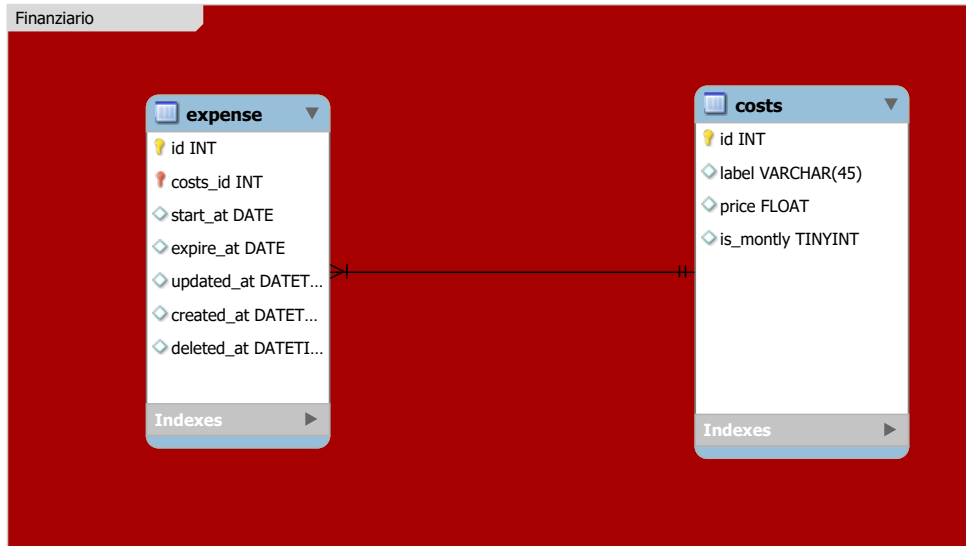 Finanziario
expense
id INT
costs_id INT
start_at DATE
expire_at DATE
updated_at DATET...
created_at DATET...
deleted_at DATETI...
Indexes
costs
id INT
label VARCHAR(45)
price FLOAT
is_montly TINYINT
Indexes